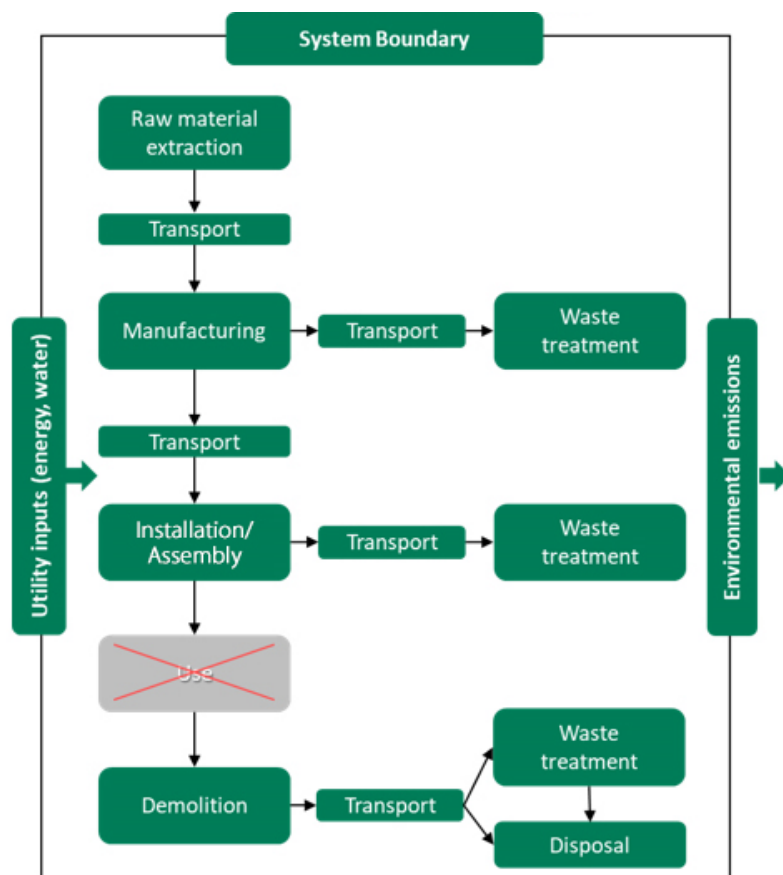 System Boundary
Raw material
extraction
Transport
Manufacturing
Transport
Waste
treatment
Utility inputs (energy, water)
Environmental emissions
Transport
Installation/
Assembly
Transport
Waste
treatment
Use
Demolition
Transport
Waste
treatment
Disposal